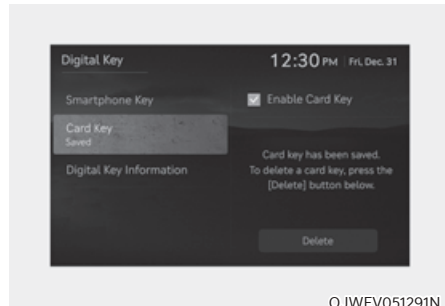 Digital Key
12:30 PM Fri, Dec. 31
Smartphone Key
Enable Card Key
Card Key
Saved
Digital Key Information
Card key has been saved.
To delete a card key, press the
[Delete] button below.
Delete
OJWEV051291N